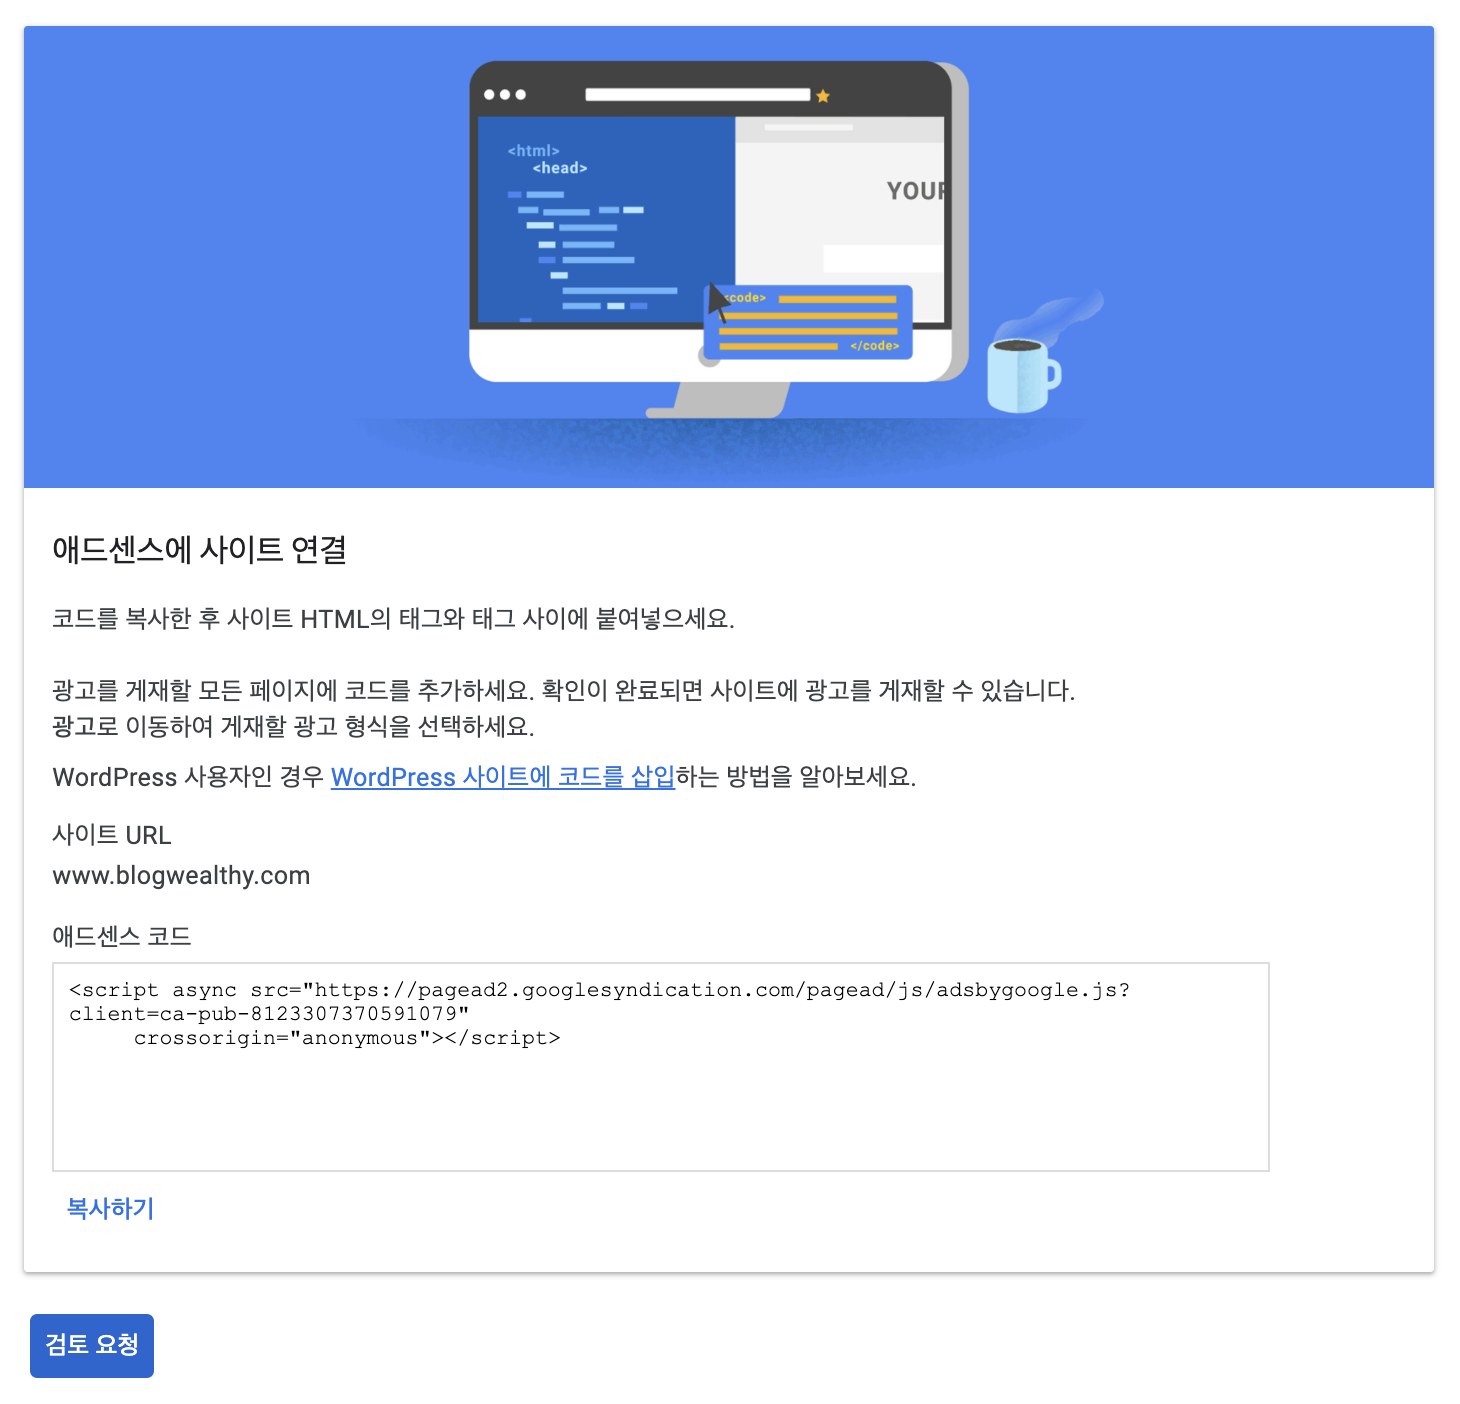 <html>
<head>
YOUR
<code>
</code>
애드센스에 사이트 연결
코드를 복사한 후 사이트 HTML의 태그와 태그 사이에 붙여넣으세요.
광고를 게재할 모든 페이지에 코드를 추가하세요. 확인이 완료되면 사이트에 광고를 게재할 수 있습니다.
광고로 이동하여 게재할 광고 형식을 선택하세요.
WordPress 사용자인 경우 WordPress 사이트에 코드를 삽입하는 방법을 알아보세요.
사이트 URL
www.blogwealthy.com
애드센스 코드
<script async src="https://pagead2.googlesyndication.com/pagead/js/adsbygoogle.js?
client=ca-pub-8123307370591079"
crossorigin="anonymous"></script>
복사하기
검토 요청